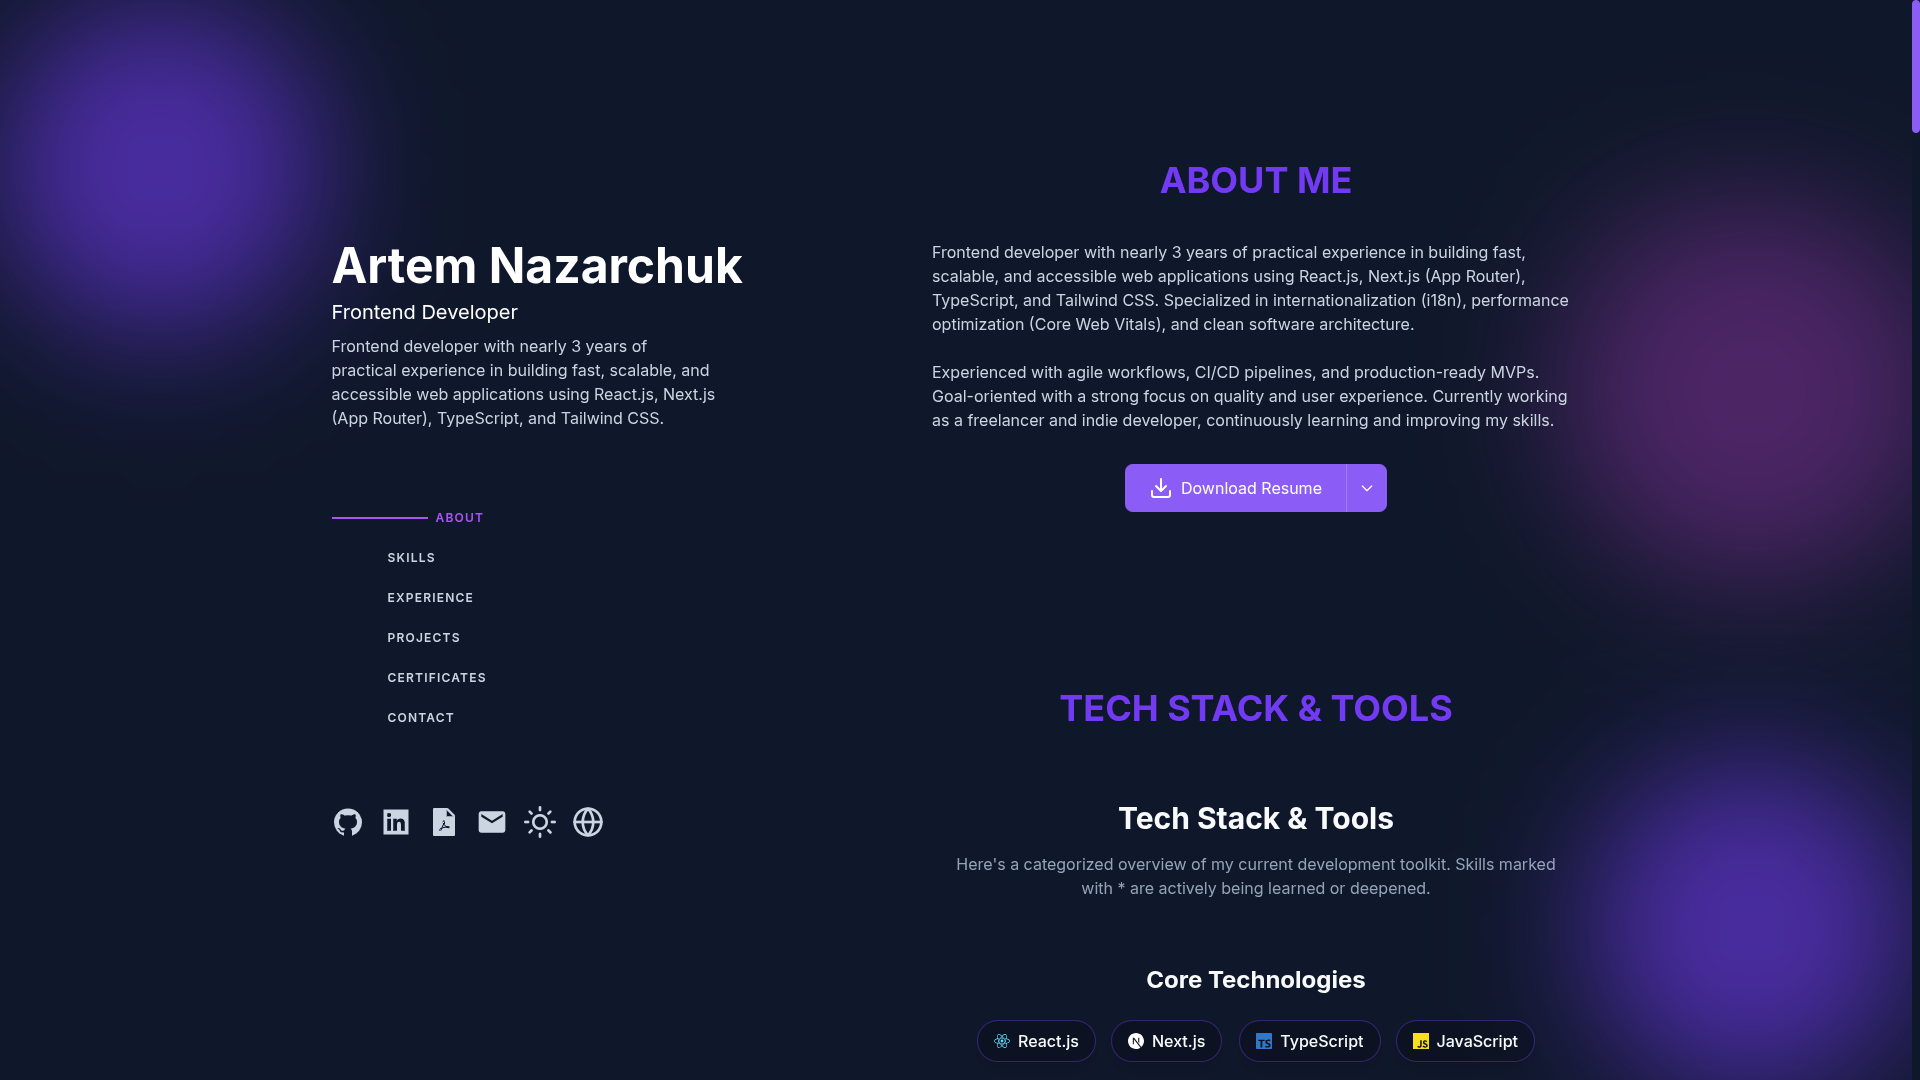 Artem Nazarchuk
Frontend Developer
Frontend developer with nearly 3 years of
practical experience in building fast, scalable, and
accessible web applications using React.js, Next.js
(App Router), TypeScript, and Tailwind CSS.
ABOUT
SKILLS
EXPERIENCE
PROJECTS
CERTIFICATES
CONTACT
ABOUT ME
Frontend developer with nearly 3 years of practical experience in building fast,
scalable, and accessible web applications using React.js, Next.js (App Router),
TypeScript, and Tailwind CSS. Specialized in internationalization (i18n), performance
optimization (Core Web Vitals), and clean software architecture.
Experienced with agile workflows, CI/CD pipelines, and production-ready MVPs.
Goal-oriented with a strong focus on quality and user experience. Currently working
as a freelancer and indie developer, continuously learning and improving my skills.
Download Resume
TECH STACK & TOOLS
Tech Stack & Tools
Here's a categorized overview of my current development toolkit. Skills marked
with * are actively being learned or deepened.
Core Technologies
React.js
Next.js
TypeScript
JavaScript